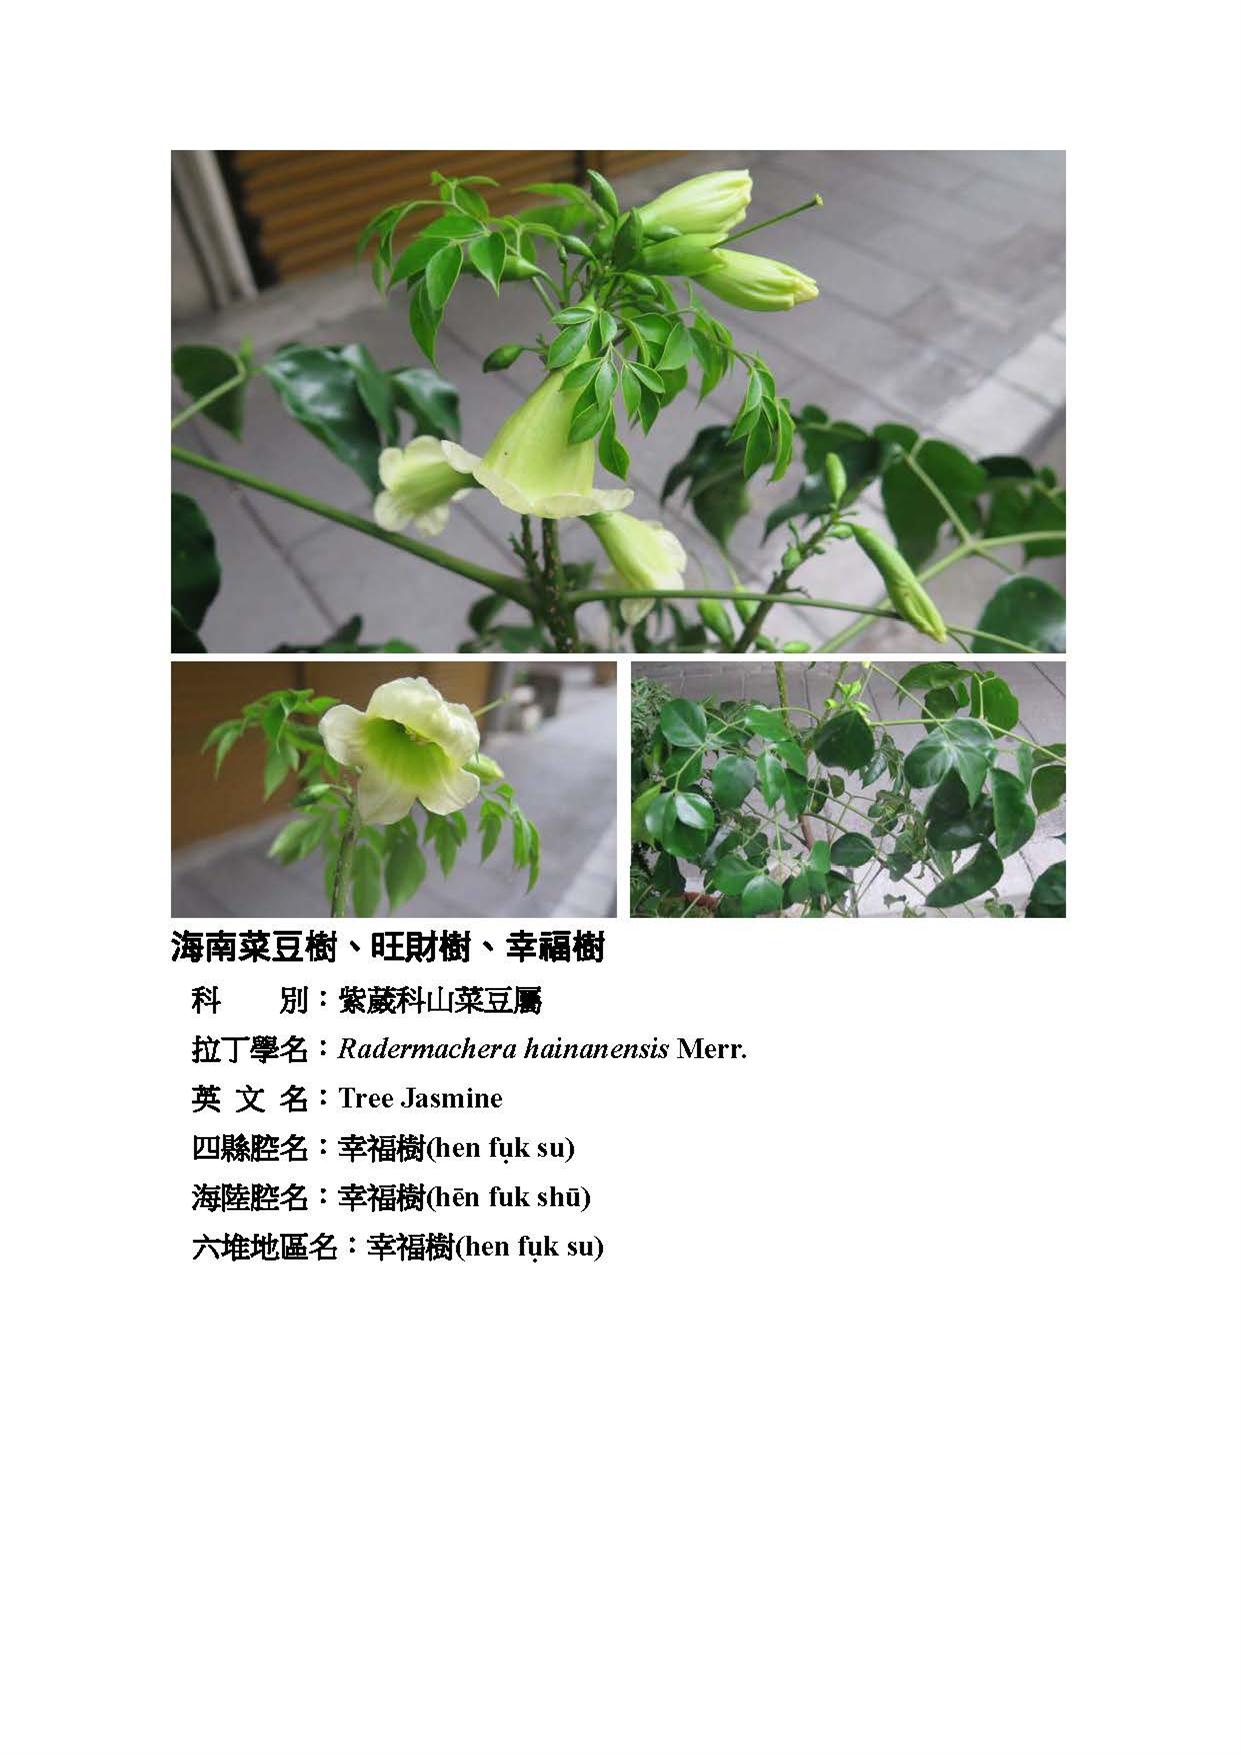 海南菜豆樹、旺財樹、幸福樹
科　　別：紫葳科山菜豆屬
拉丁學名：Radermachera hainanensis Merr.
英 文 名：Tree Jasmine
四縣腔名：幸福樹(hen fṳk su)
海陸腔名：幸福樹(hēn fuk shū)
六堆地區名：幸福樹(hen fṳk su)